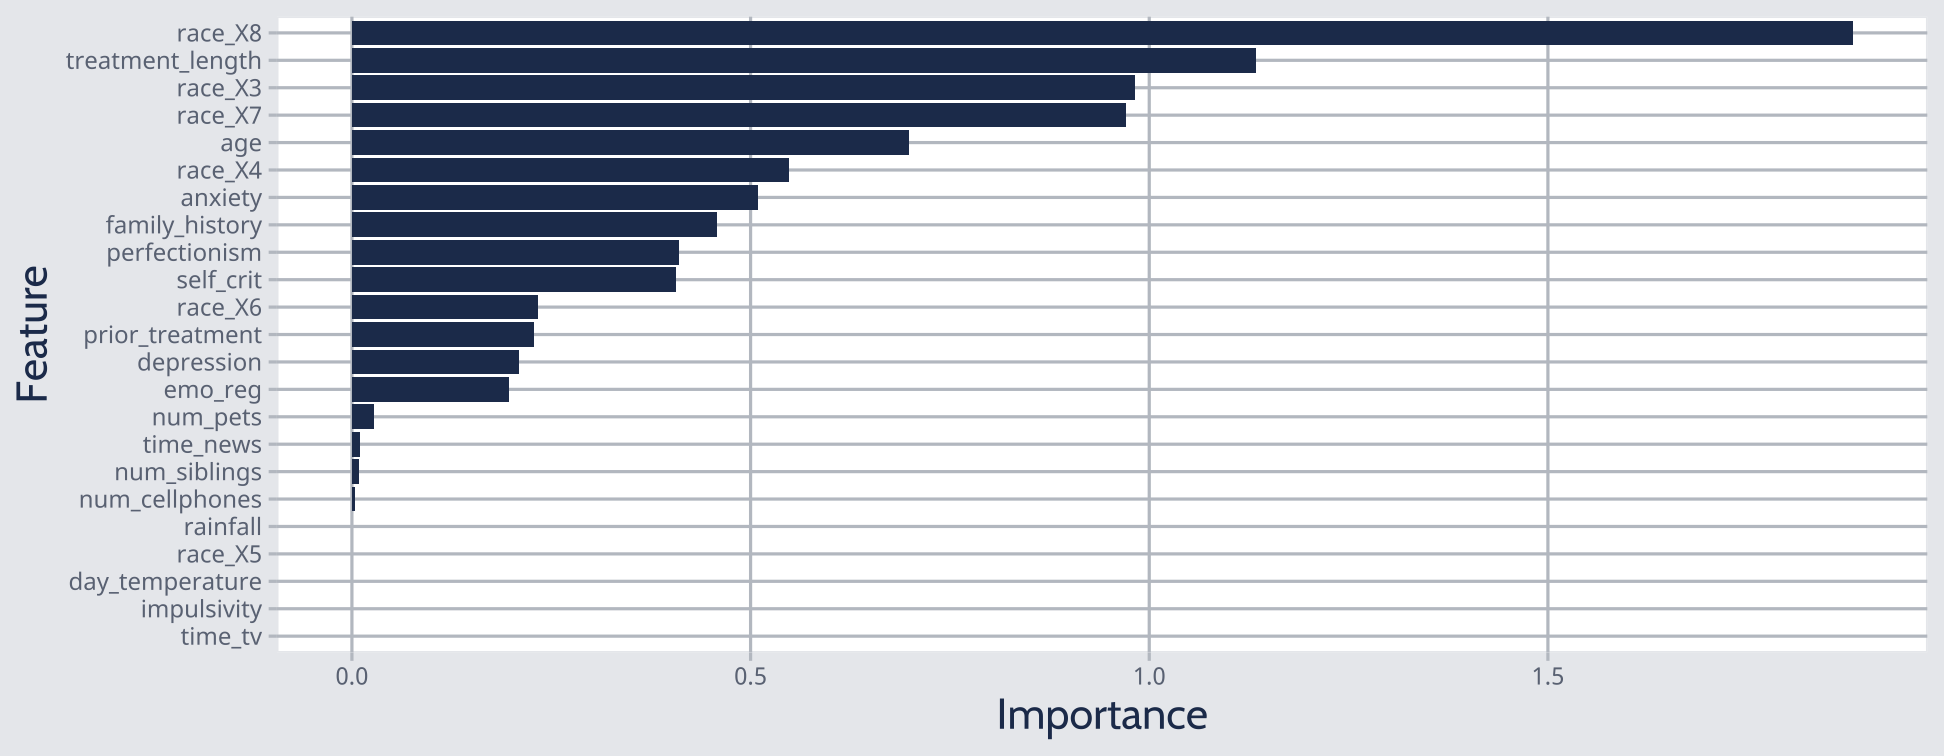 race_X8
treatment_length
race_X3
race_X7
age
race_X4
anxiety
family_history
perfectionism
self_crit
race_X6
prior_treatment
depression
emo_reg
num_pets
time_news
num_siblings
num_cellphones
rainfall
race_X5
day_temperature
impulsivity
time_tv
Feature
0.0 0.5 1.0 1.5
Importance